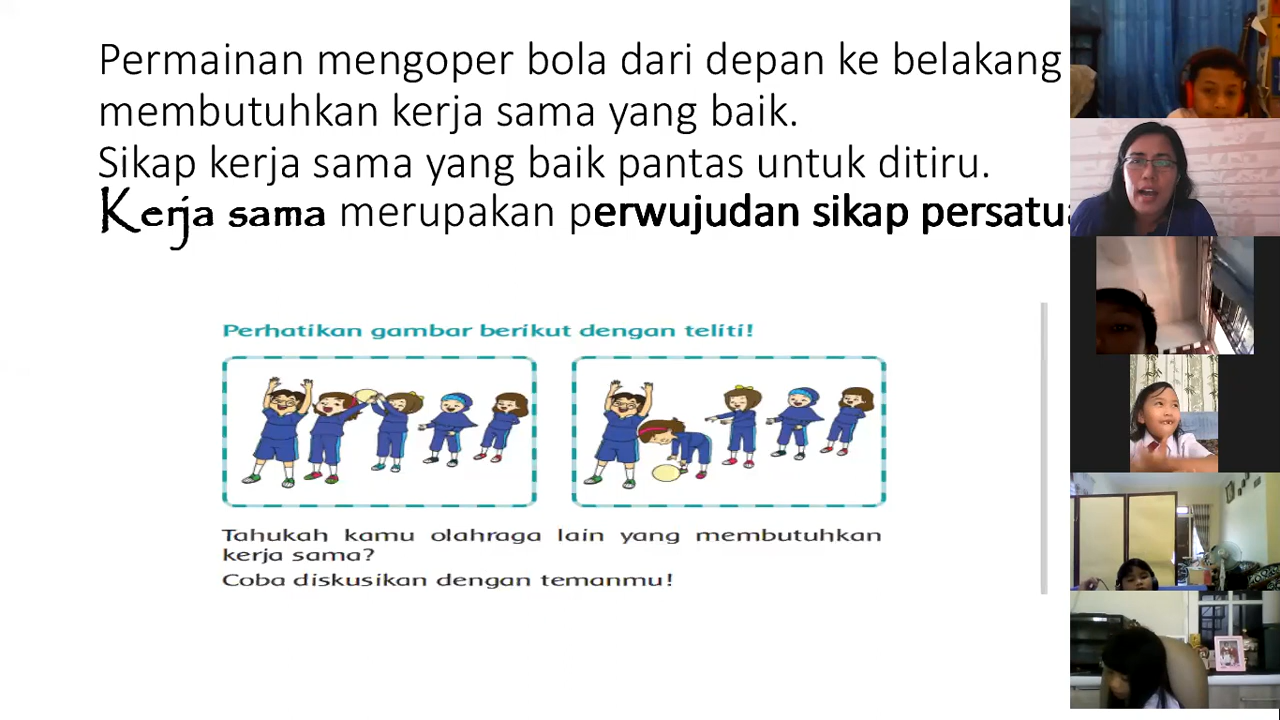 Permainan mengoper bola dari depan ke belakang
membutuhkan kerja sama yang baik.
Sikap kerja sama yang baik pantas untuk ditiru.
Kerja sama merupakan perwujudan sikap
Perhatikan gambar berikut dengan teliti!
Tahukah kamu olahraga lain yang membutuhkan
kerja sama?
Coba diskusikan dengan temanmu!